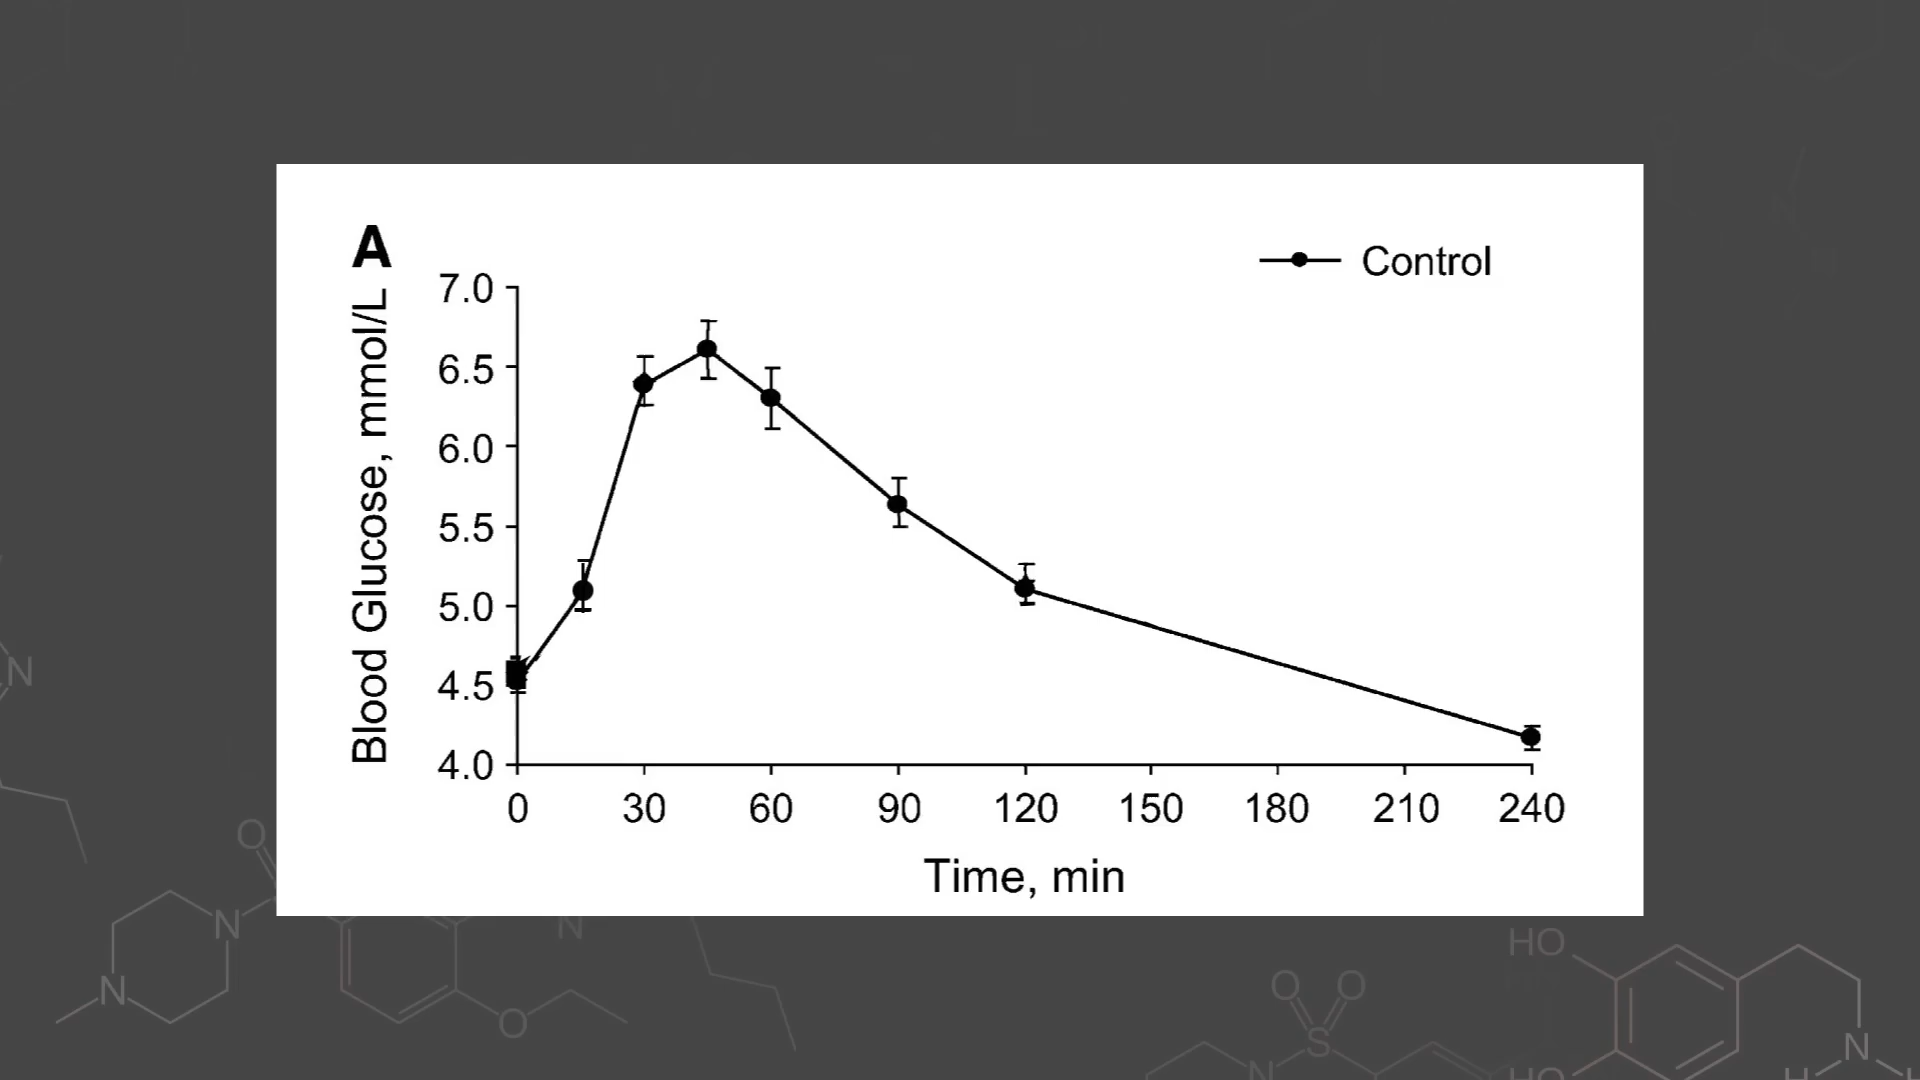 A
Control
Blood Glucose, mmol/L
7.0
6.5
6.0
5.5
5.0
4.5
4.0
0 30 60 90 120 150 180 210 240
Time, min
N
O
N
N
N
O
HO
O O
S
N
N
HO
H H